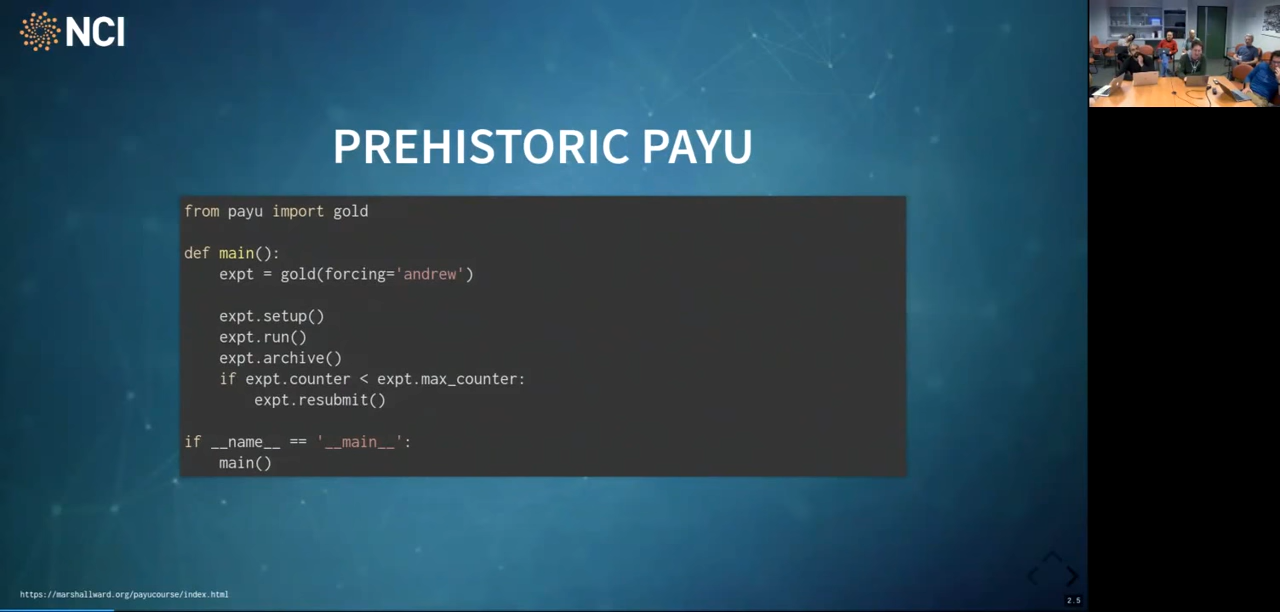 NCI
PREHISTORIC PAYU
from payu import gold
def main():
    expt = gold(forcing='andrew')
    expt.setup()
    expt.run()
    expt.archive()
    if expt.counter < expt.max_counter:
        expt.resubmit()
if __name__ == '__main__':
    main()
https://marshallward.org/payucourse/index.html
2.5